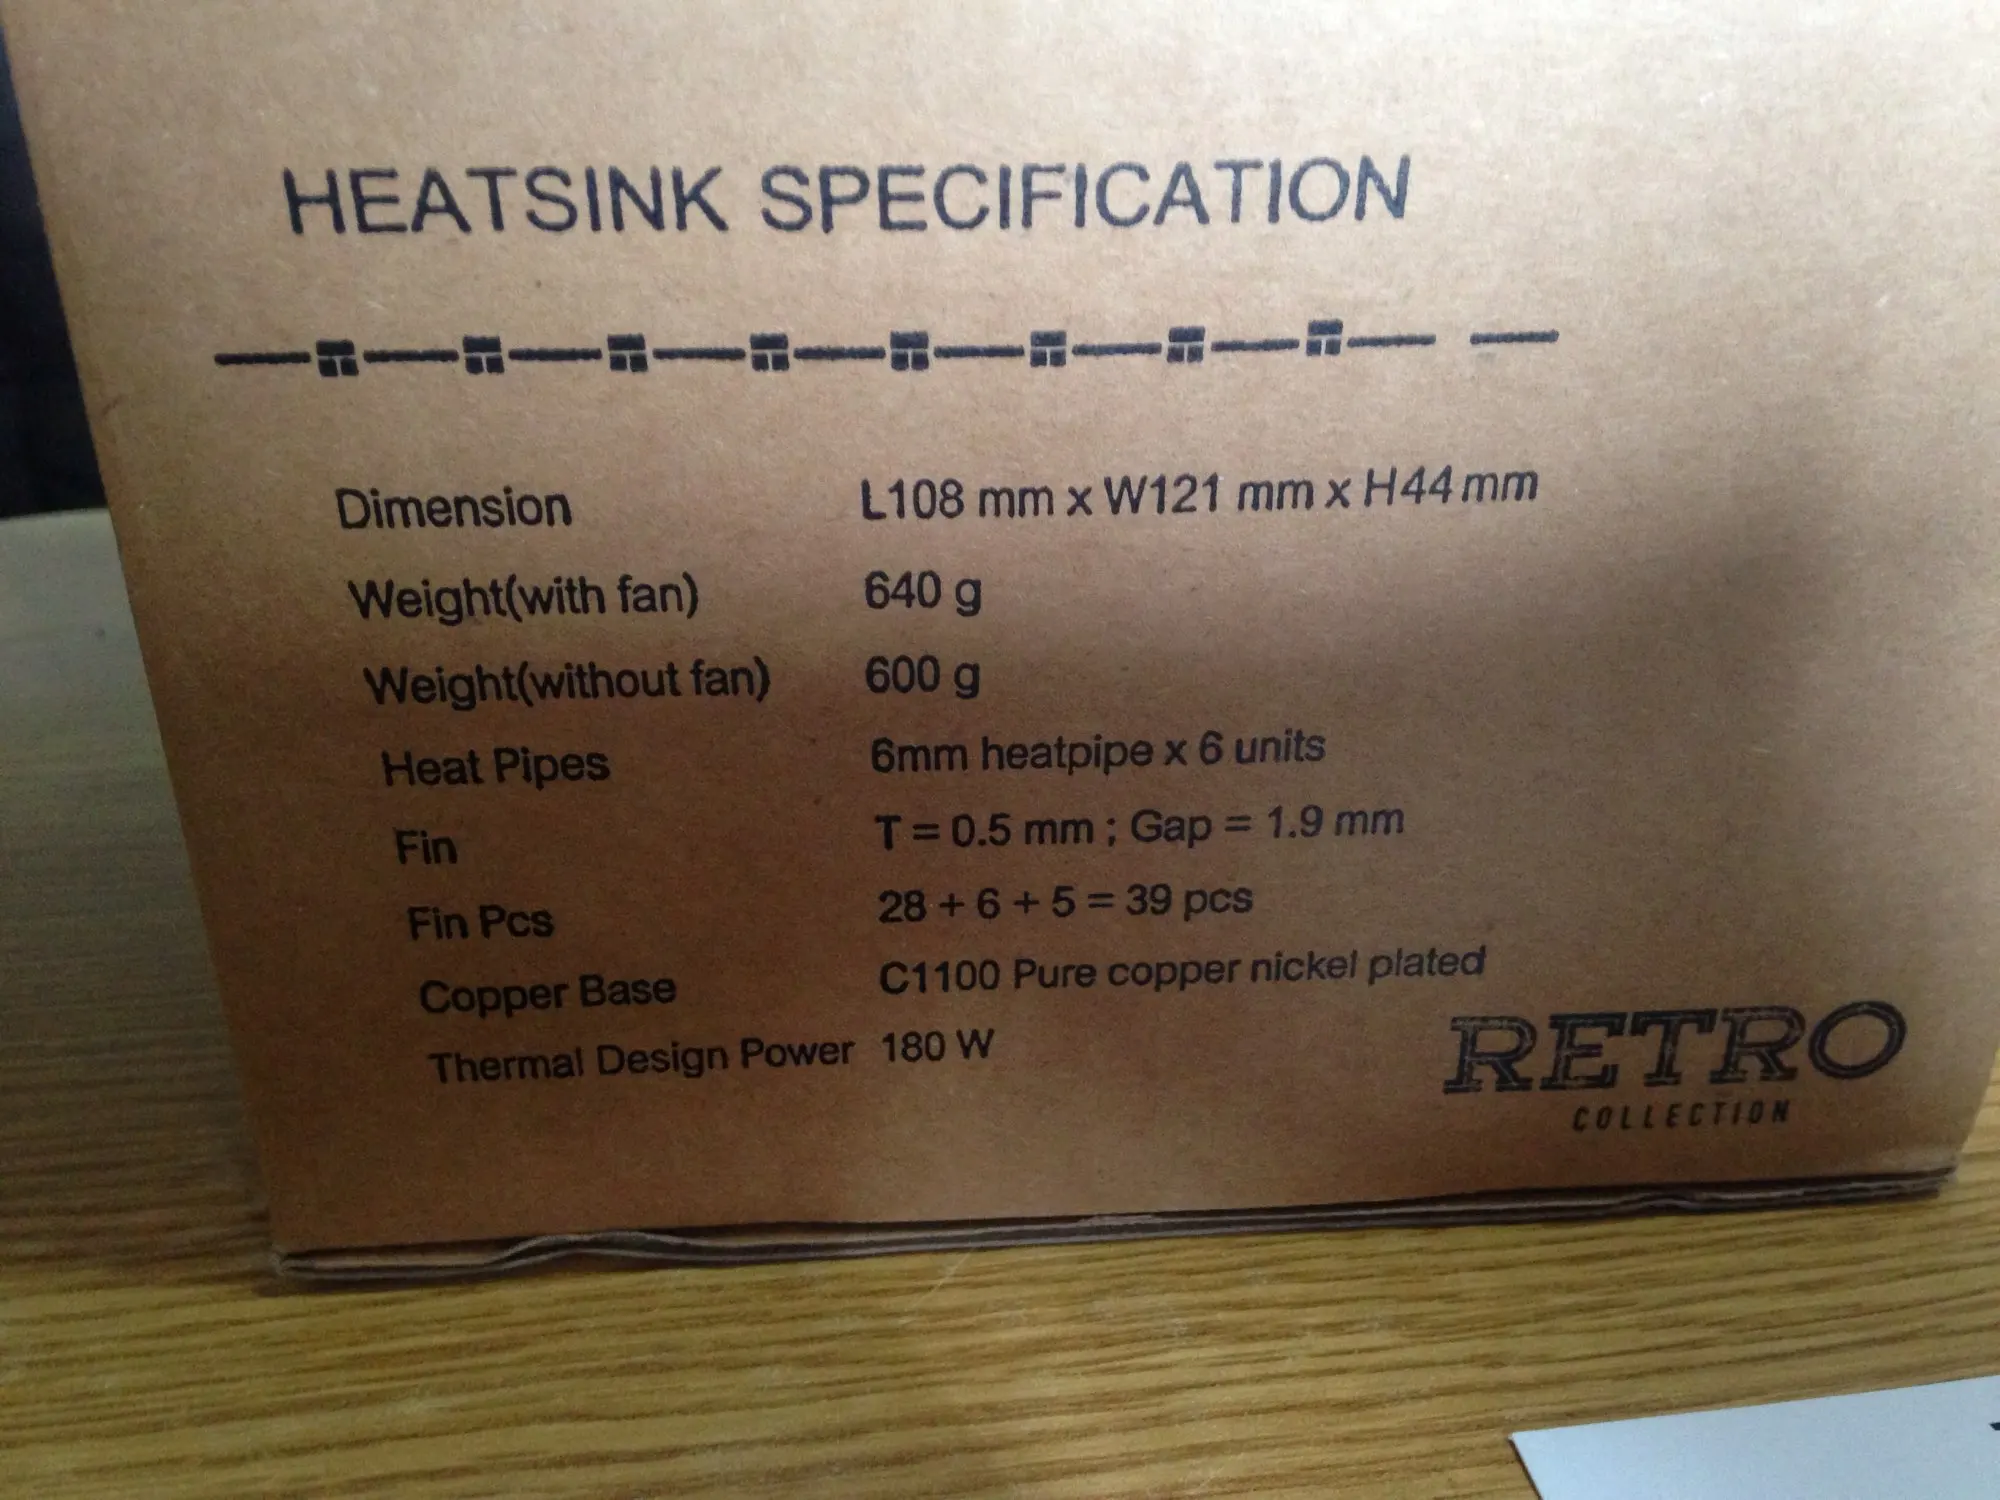 HEATSINK SPECIFICATION
Dimension L108 mm x W121 mm x H44 mm
Weight(with fan) 640 g
Weight(without fan) 600 g
Heat Pipes 6mm heatpipe x 6 units
Fin T = 0.5 mm ; Gap = 1.9 mm
Fin Pcs 28 + 6 + 5 = 39 pcs
Copper Base C1100 Pure copper nickel plated
Thermal Design Power 180 W
RETRO
COLLECTION